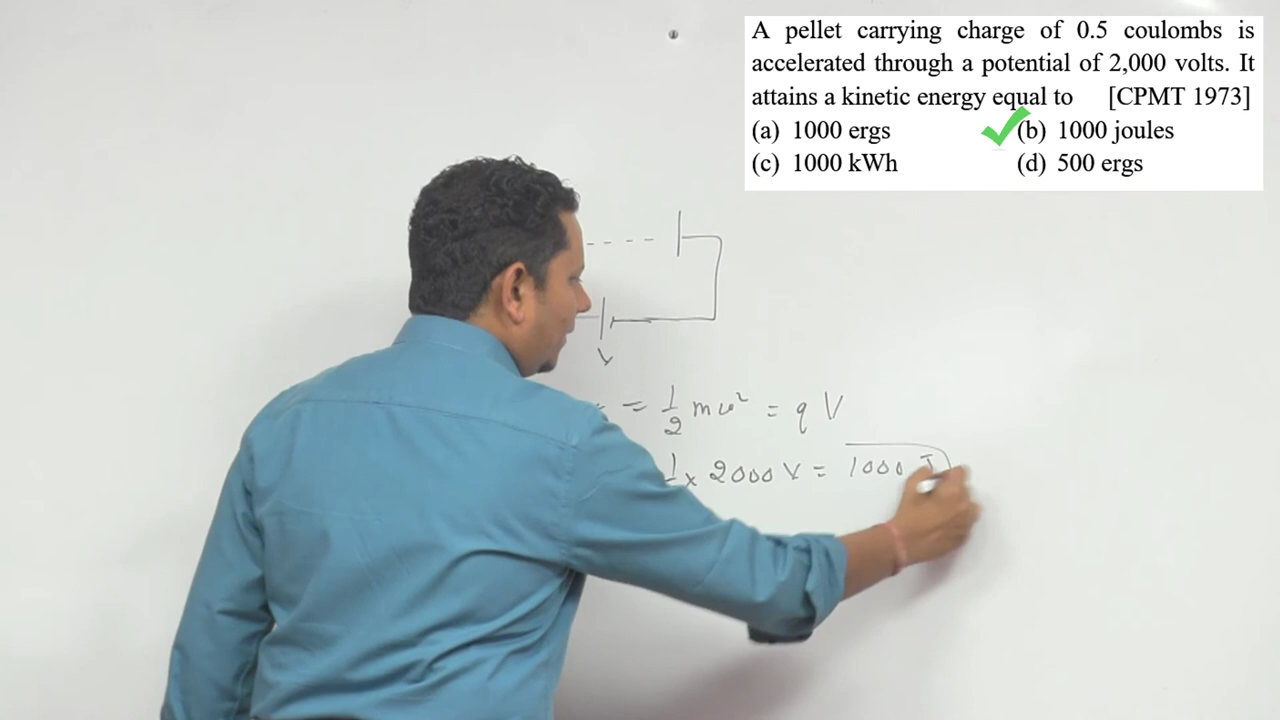 A pellet carrying charge of 0.5 coulombs is
accelerated through a potential of 2,000 volts. It
attains a kinetic energy equal to [CPMT 1973]
(a) 1000 ergs (b) 1000 joules
(c) 1000 kWh (d) 500 ergs
V
= 1/2 mv² = q V
1/ x 2000 V = 1000 J